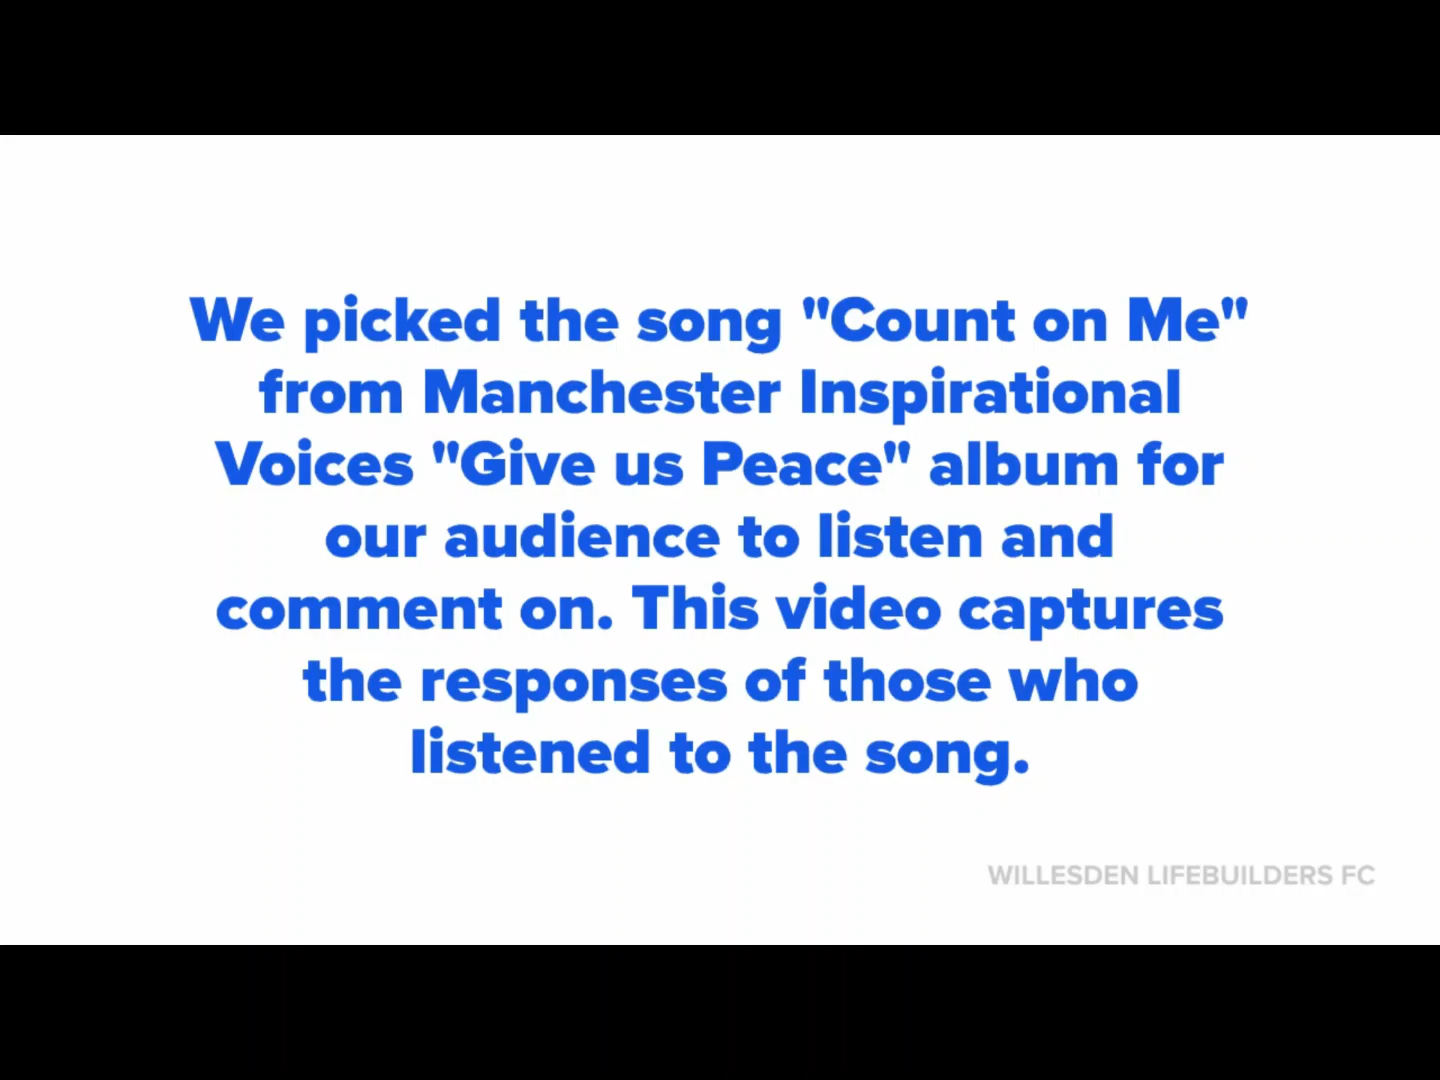 We picked the song "Count on Me"
from Manchester Inspirational
Voices "Give us Peace" album for
our audience to listen and
comment on. This video captures
the responses of those who
listened to the song.
WILLESDEN LIFEBUILDERS FC